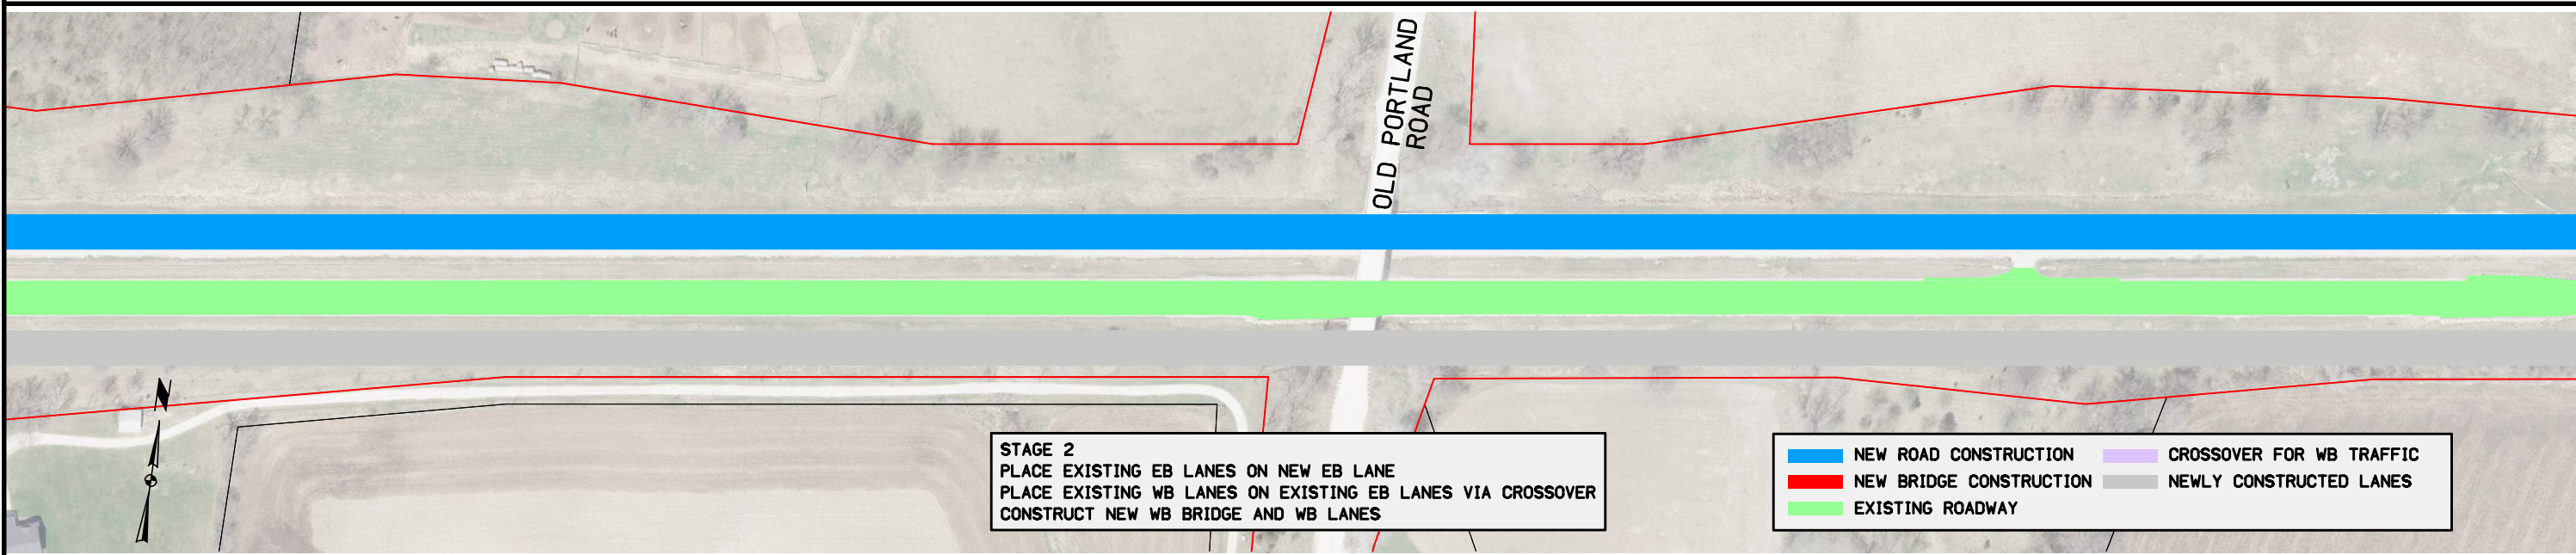 OLD PORTLAND
ROAD
N
STAGE 2
PLACE EXISTING EB LANES ON NEW EB LANE
PLACE EXISTING WB LANES ON EXISTING EB LANES VIA CROSSOVER
CONSTRUCT NEW WB BRIDGE AND WB LANES
NEW ROAD CONSTRUCTION
NEW BRIDGE CONSTRUCTION
EXISTING ROADWAY
CROSSOVER FOR WB TRAFFIC
NEWLY CONSTRUCTED LANES